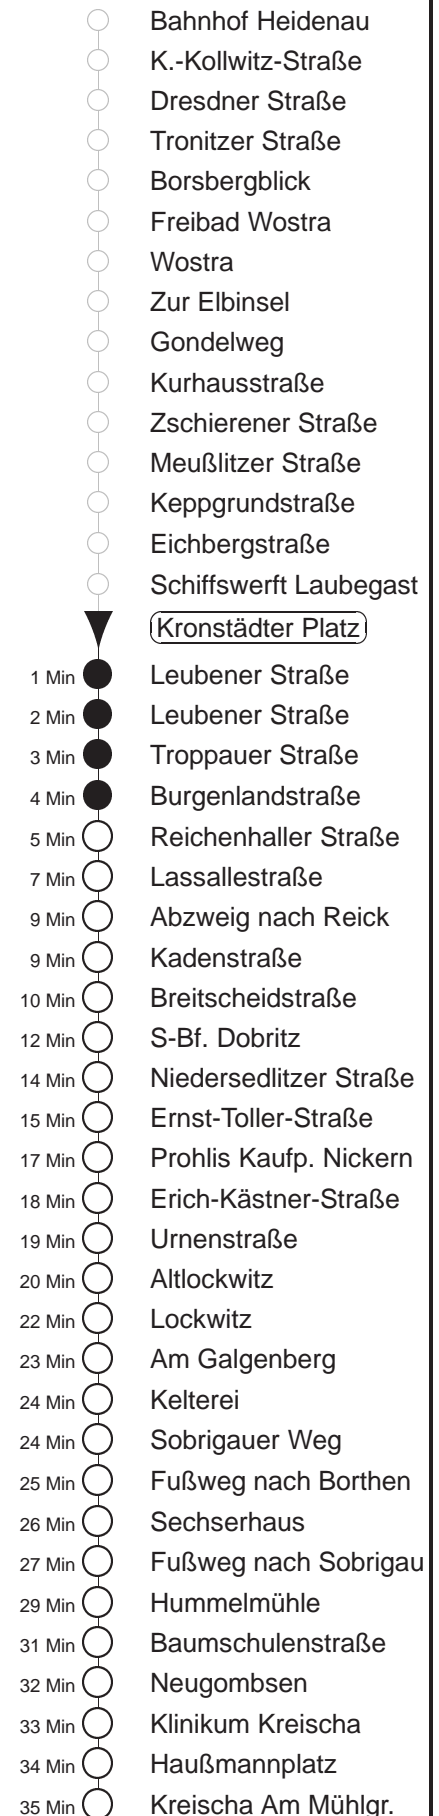 Bahnhof Heidenau
K.-Kollwitz-Straße
Dresdner Straße
Tronitzer Straße
Borsbergblick
Freibad Wostra
Wostra
Zur Elbinsel
Gondelweg
Kurhausstraße
Zschierener Straße
Meußlitzer Straße
Keppgrundstraße
Eichbergstraße
Schiffswerft Laubegast
Kronstädter Platz
1 Min Leubener Straße
2 Min Leubener Straße
3 Min Troppauer Straße
4 Min Burgenlandstraße
5 Min Reichenhaller Straße
7 Min Lassallestraße
9 Min Abzweig nach Reick
9 Min Kadenstraße
10 Min Breitscheidstraße
12 Min S-Bf. Dobritz
14 Min Niedersedlitzer Straße
15 Min Ernst-Toller-Straße
17 Min Prohlis Kaufp. Nickern
18 Min Erich-Kästner-Straße
19 Min Urnenstraße
20 Min Altlockwitz
22 Min Lockwitz
23 Min Am Galgenberg
24 Min Kelterei
24 Min Sobrigauer Weg
25 Min Fußweg nach Borthen
26 Min Sechserhaus
27 Min Fußweg nach Sobrigau
29 Min Hummelmühle
31 Min Baumschulenstraße
32 Min Neugombsen
33 Min Klinikum Kreischa
34 Min Haußmannplatz
35 Min Kreischa Am Mühlgr.